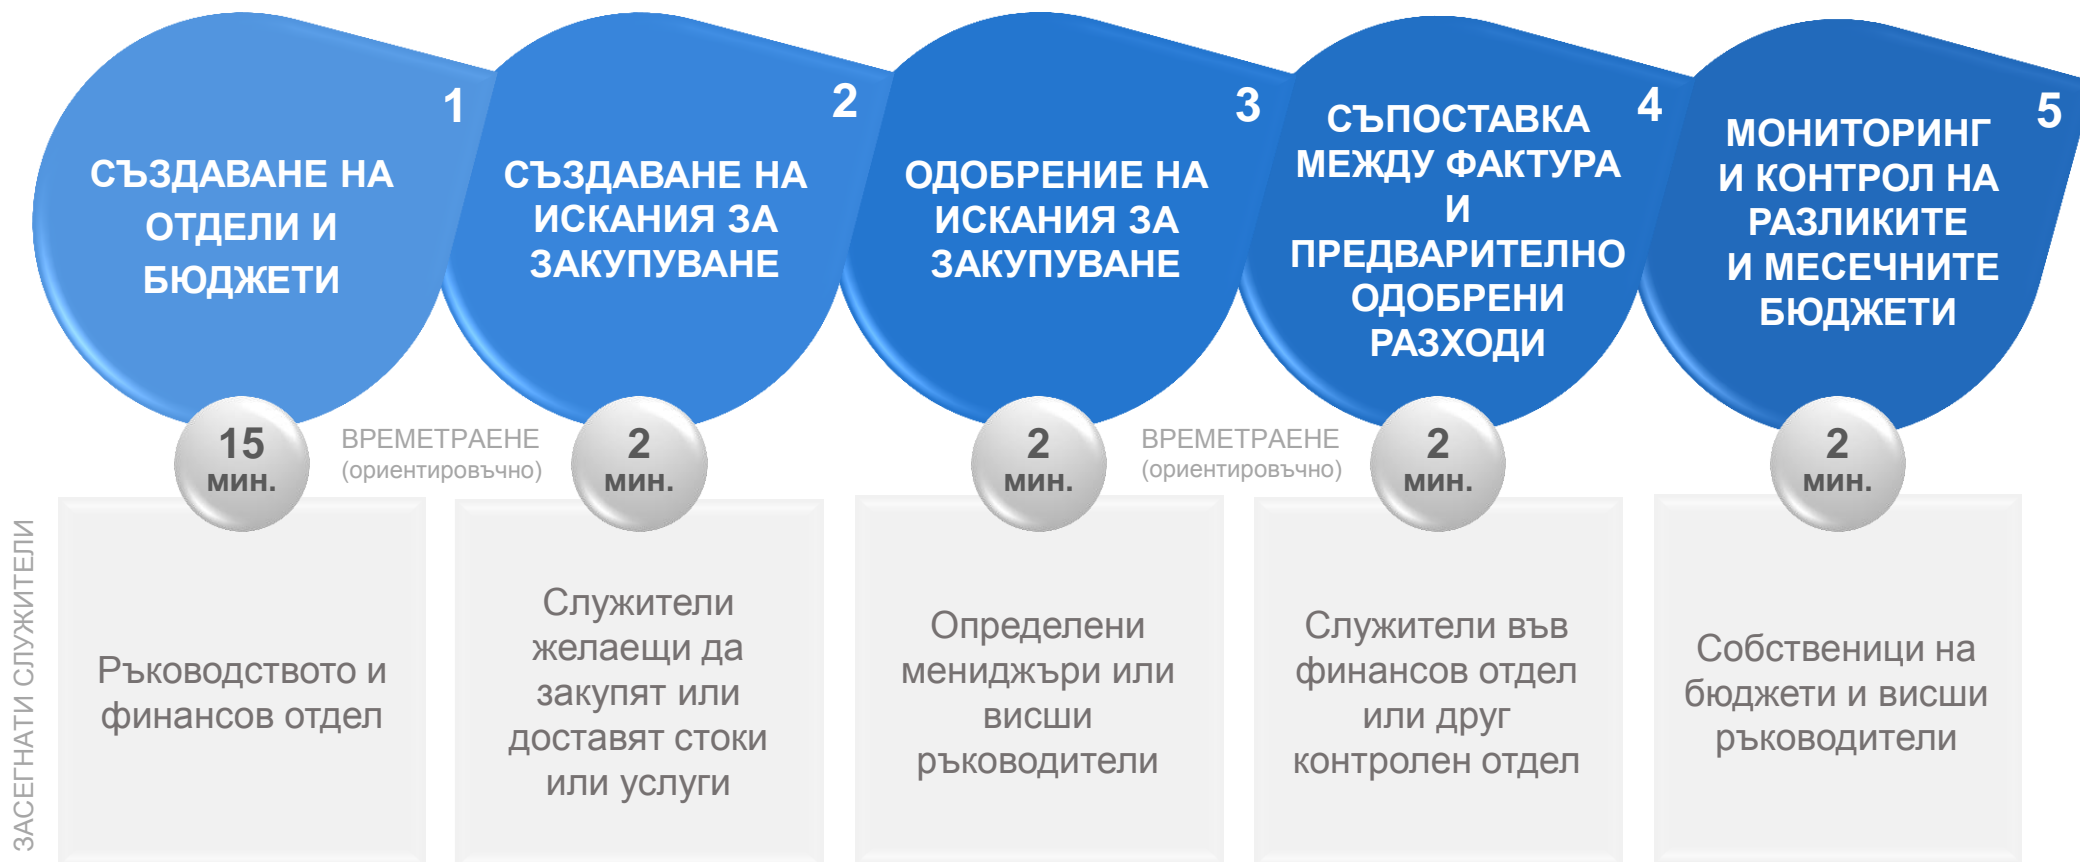 1
СЪЗДАВАНЕ НА
ОТДЕЛИ И
БЮДЖЕТИ
2
СЪЗДАВАНЕ НА
ИСКАНИЯ ЗА
ЗАКУПУВАНЕ
3
ОДОБРЕНИЕ НА
ИСКАНИЯ ЗА
ЗАКУПУВАНЕ
4
СЪПОСТАВКА
МЕЖДУ ФАКТУРА
И
ПРЕДВАРИТЕЛНО
ОДОБРЕНИ
РАЗХОДИ
5
МОНИТОРИНГ
И КОНТРОЛ НА
РАЗЛИКИТЕ
И МЕСЕЧНИТЕ
БЮДЖЕТИ
15
мин.
ВРЕМЕТРАЕНЕ
(ориентировъчно)
2
мин.
2
мин.
ВРЕМЕТРАЕНЕ
(ориентировъчно)
2
мин.
2
мин.
ЗАСЕГНАТИ СЛУЖИТЕЛИ
Ръководството и
финансов отдел
Служители
желаещи да
закупят или
доставят стоки
или услуги
Определени
мениджъри или
висши
ръководители
Служители във
финансов отдел
или друг
контролен отдел
Собственици на
бюджети и висши
ръководители